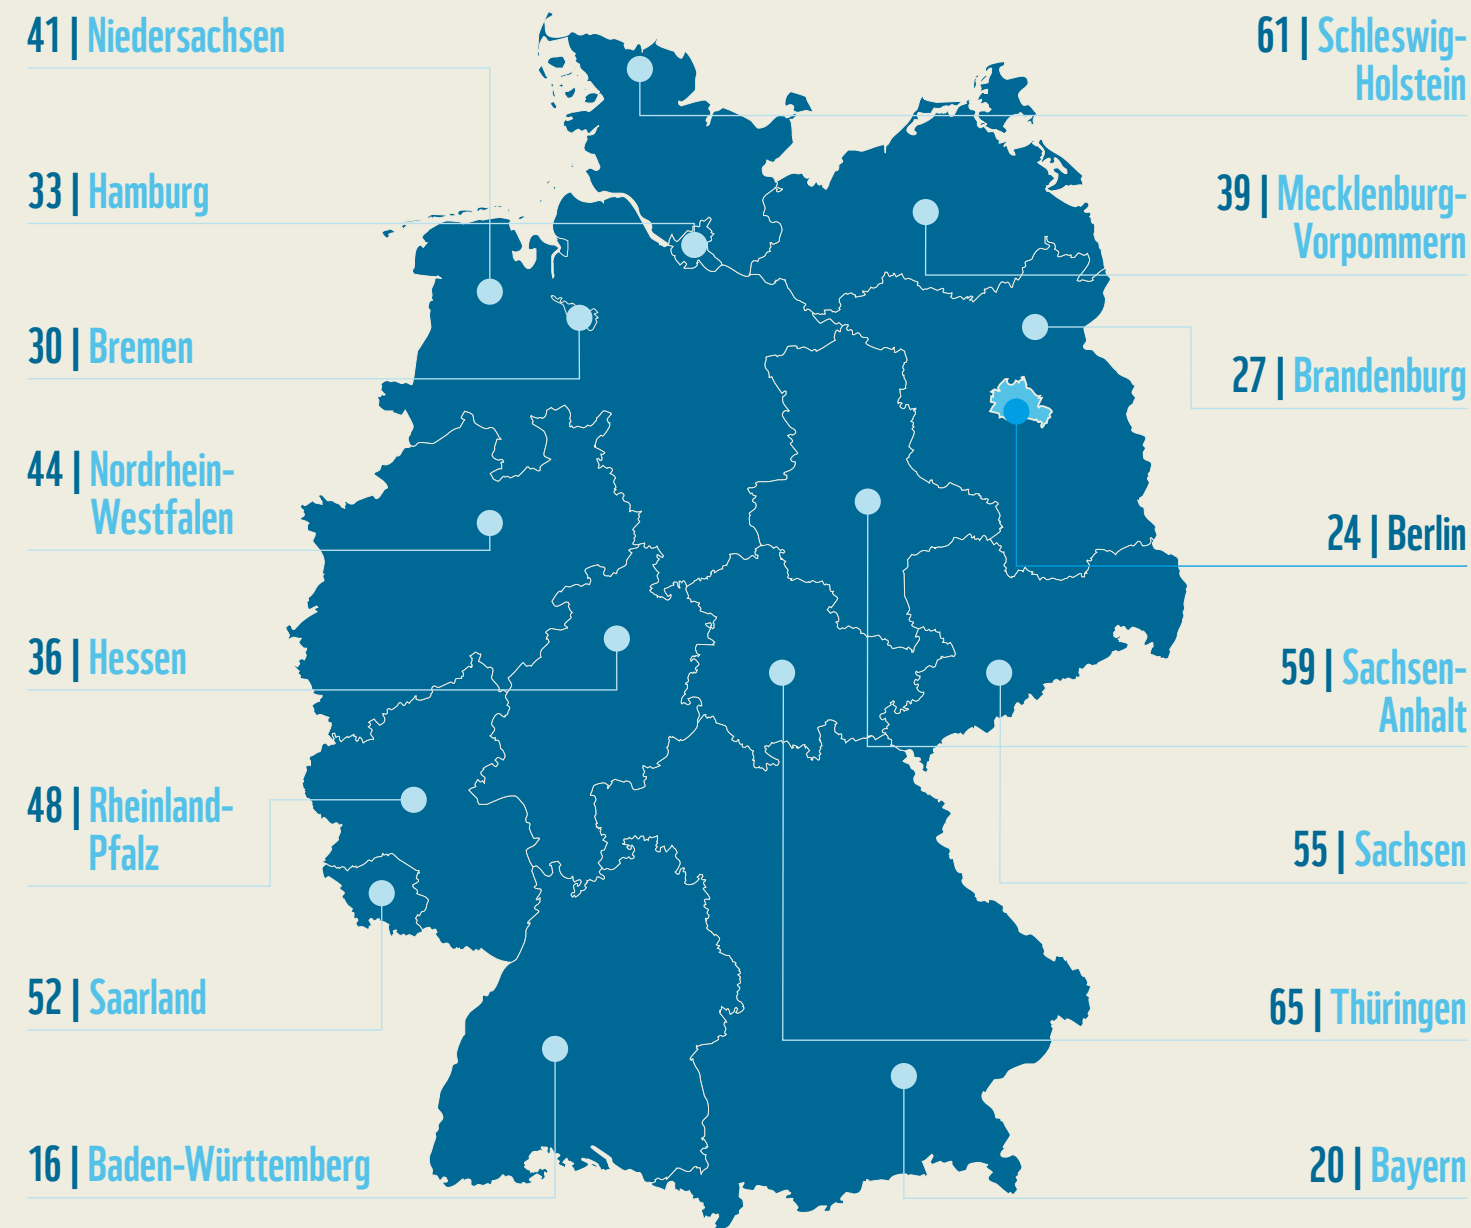 41 | Niedersachsen
33 | Hamburg
30 | Bremen
44 | Nordrhein-
Westfalen
36 | Hessen
48 | Rheinland-
Pfalz
52 | Saarland
16 | Baden-Württemberg
61 | Schleswig-
Holstein
39 | Mecklenburg-
Vorpommern
27 | Brandenburg
24 | Berlin
59 | Sachsen-
Anhalt
55 | Sachsen
65 | Thüringen
20 | Bayern